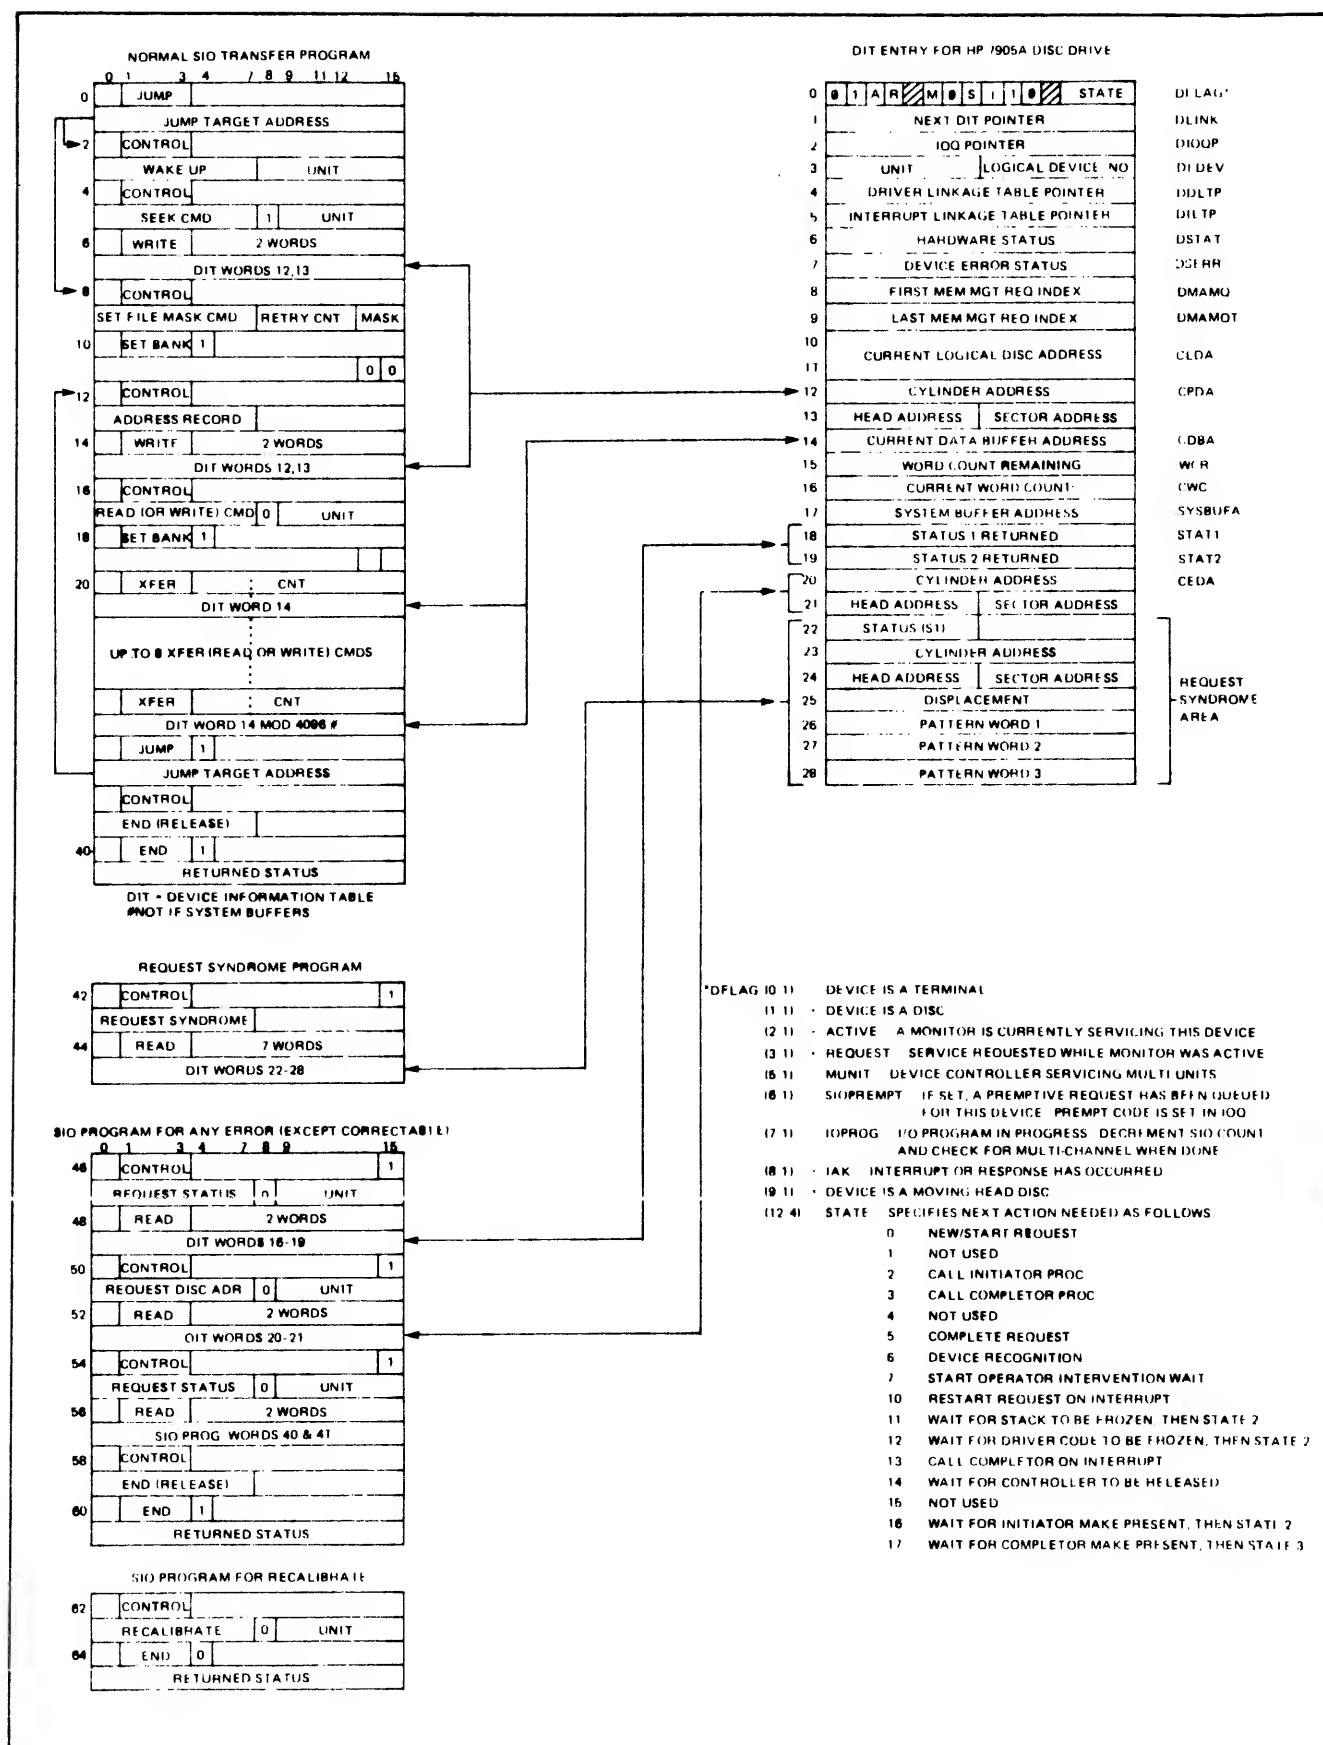 NORMAL SIO TRANSFER PROGRAM
0 1 3 4 7 8 9 11 12 15
0 JUMP
JUMP TARGET ADDRESS
2 CONTROL
WAKE UP UNIT
4 CONTROL
SEEK CMD 1 UNIT
6 WRITE 2 WORDS
DIT WORDS 12,13
8 CONTROL
SET FILE MASK CMD RETRY CNT MASK
10 SET BANK 1
0 0
12 CONTROL
ADDRESS RECORD
14 WRITE 2 WORDS
DIT WORDS 12,13
16 CONTROL
READ (OR WRITE) CMD 0 UNIT
18 SET BANK 1
20 XFER CNT
DIT WORD 14
UP TO 8 XFER (READ OR WRITE) CMDS
XFER CNT
DIT WORD 14 MOD 4096 #
JUMP 1
JUMP TARGET ADDRESS
CONTROL
END (RELEASE)
40 END 1
RETURNED STATUS
DIT - DEVICE INFORMATION TABLE
#NOT IF SYSTEM BUFFERS
REQUEST SYNDROME PROGRAM
42 CONTROL 1
REQUEST SYNDROME
44 READ 7 WORDS
DIT WORDS 22-28
SIO PROGRAM FOR ANY ERROR (EXCEPT CORRECTABLE)
0 1 3 4 7 8 9 15
46 CONTROL 1
REQUEST STATUS 0 UNIT
48 READ 2 WORDS
DIT WORDS 18-19
50 CONTROL 1
REQUEST DISC ADR 0 UNIT
52 READ 2 WORDS
DIT WORDS 20-21
54 CONTROL 1
REQUEST STATUS 0 UNIT
56 READ 2 WORDS
SIO PROG WORDS 40 & 41
58 CONTROL
END (RELEASE)
60 END 1
RETURNED STATUS
SIO PROGRAM FOR RECALIBRATE
62 CONTROL
RECALIBRATE 0 UNIT
64 END 0
RETURNED STATUS
DIT ENTRY FOR HP 7905A DISC DRIVE
0 0 1 A R M 0 S I 1 0 STATE DFLAG*
1 NEXT DIT POINTER DLINK
2 IOQ POINTER DIOQP
3 UNIT LOGICAL DEVICE NO DLDEV
4 DRIVER LINKAGE TABLE POINTER DDLTP
5 INTERRUPT LINKAGE TABLE POINTER DILTP
6 HARDWARE STATUS DSTAT
7 DEVICE ERROR STATUS DSERR
8 FIRST MEM MGT REQ INDEX DMAMQ
9 LAST MEM MGT REQ INDEX DMAMQT
10
CURRENT LOGICAL DISC ADDRESS CLDA
11
12 CYLINDER ADDRESS CPDA
13 HEAD ADDRESS SECTOR ADDRESS
14 CURRENT DATA BUFFER ADDRESS CDBA
15 WORD COUNT REMAINING WCR
16 CURRENT WORD COUNT CWC
17 SYSTEM BUFFER ADDRESS SYSBUFA
18 STATUS 1 RETURNED STAT1
19 STATUS 2 RETURNED STAT2
20 CYLINDER ADDRESS CEDA
21 HEAD ADDRESS SECTOR ADDRESS
22 STATUS (S1)
23 CYLINDER ADDRESS
24 HEAD ADDRESS SECTOR ADDRESS
25 DISPLACEMENT
26 PATTERN WORD 1
27 PATTERN WORD 2
28 PATTERN WORD 3
REQUEST
SYNDROME
AREA
*DFLAG (0 1) DEVICE IS A TERMINAL
(1 1) - DEVICE IS A DISC
(2 1) - ACTIVE A MONITOR IS CURRENTLY SERVICING THIS DEVICE
(3 1) - REQUEST SERVICE REQUESTED WHILE MONITOR WAS ACTIVE
(5 1) MUNIT DEVICE CONTROLLER SERVICING MULTI UNITS
(6 1) SIOPREMPT IF SET, A PREMPTIVE REQUEST HAS BEEN QUEUED
FOR THIS DEVICE PREMPT CODE IS SET IN IOQ
(7 1) IOPROG I/O PROGRAM IN PROGRESS DECREMENT SIO COUNT
AND CHECK FOR MULTI-CHANNEL WHEN DONE
(8 1) - IAK INTERRUPT OR RESPONSE HAS OCCURRED
(9 1) - DEVICE IS A MOVING HEAD DISC
(12 4) STATE SPECIFIES NEXT ACTION NEEDED AS FOLLOWS
0 NEW/START REQUEST
1 NOT USED
2 CALL INITIATOR PROC
3 CALL COMPLETOR PROC
4 NOT USED
5 COMPLETE REQUEST
6 DEVICE RECOGNITION
7 START OPERATOR INTERVENTION WAIT
10 RESTART REQUEST ON INTERRUPT
11 WAIT FOR STACK TO BE FROZEN, THEN STATE 2
12 WAIT FOR DRIVER CODE TO BE FROZEN, THEN STATE 2
13 CALL COMPLETOR ON INTERRUPT
14 WAIT FOR CONTROLLER TO BE RELEASED
15 NOT USED
16 WAIT FOR INITIATOR MAKE PRESENT, THEN STATE 2
17 WAIT FOR COMPLETOR MAKE PRESENT, THEN STATE 3